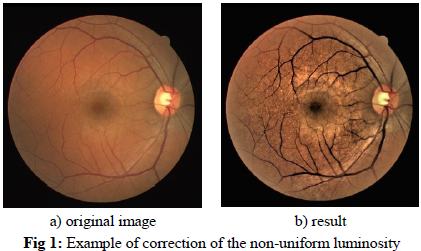 a) original image
b) result
Fig 1: Example of correction of the non-uniform luminosity